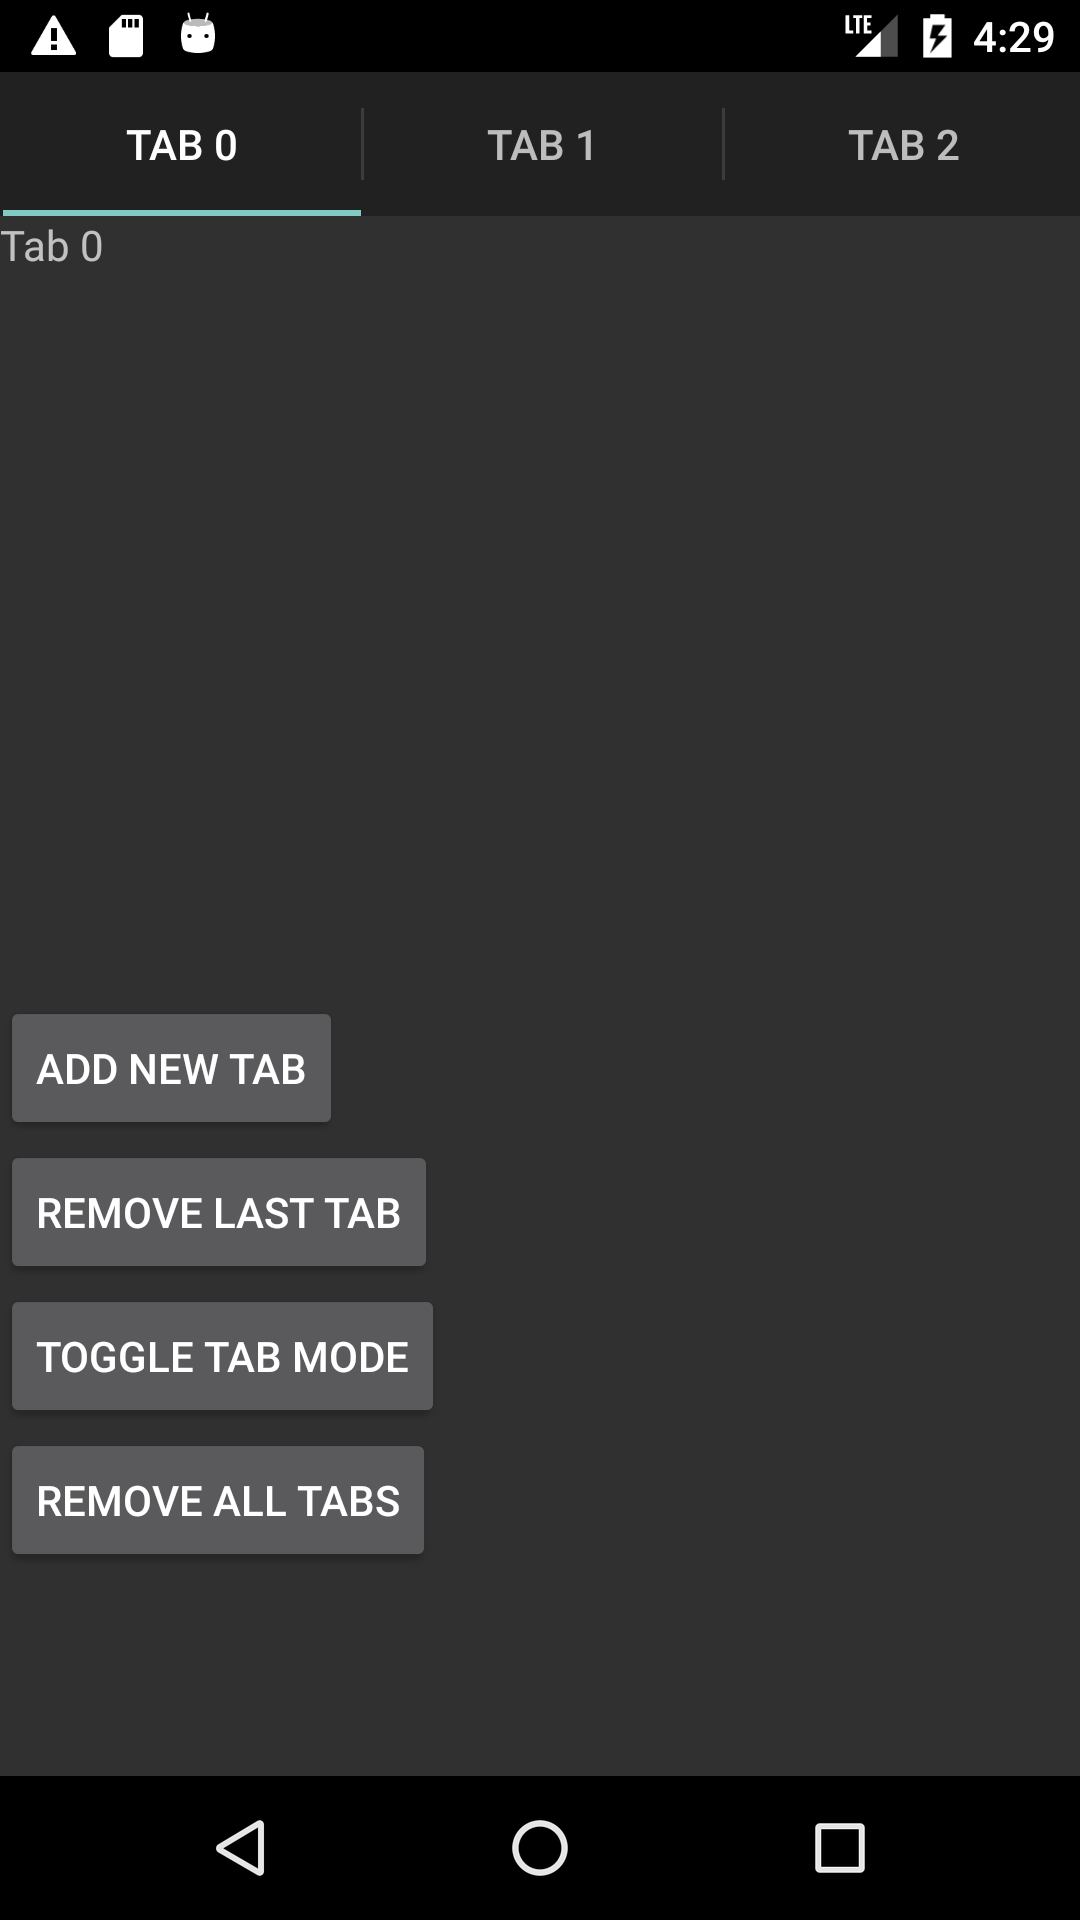 LTE 4:29
TAB 0 TAB 1 TAB 2
Tab 0
ADD NEW TAB
REMOVE LAST TAB
TOGGLE TAB MODE
REMOVE ALL TABS